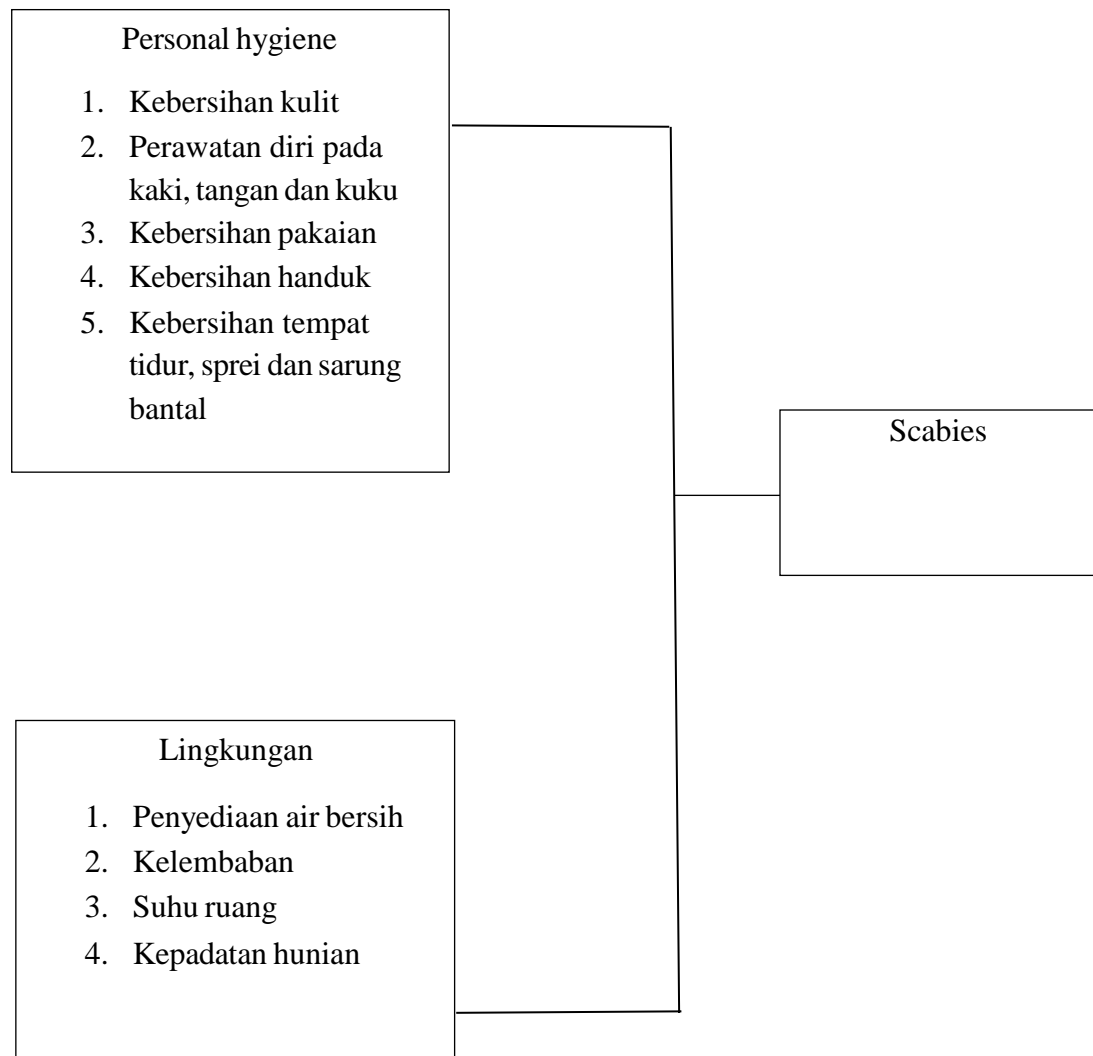 Personal hygiene
1. Kebersihan kulit
2. Perawatan diri pada
kaki, tangan dan kuku
3. Kebersihan pakaian
4. Kebersihan handuk
5. Kebersihan tempat
tidur, sprei dan sarung
bantal
Scabies
Lingkungan
1. Penyediaan air bersih
2. Kelembaban
3. Suhu ruang
4. Kepadatan hunian